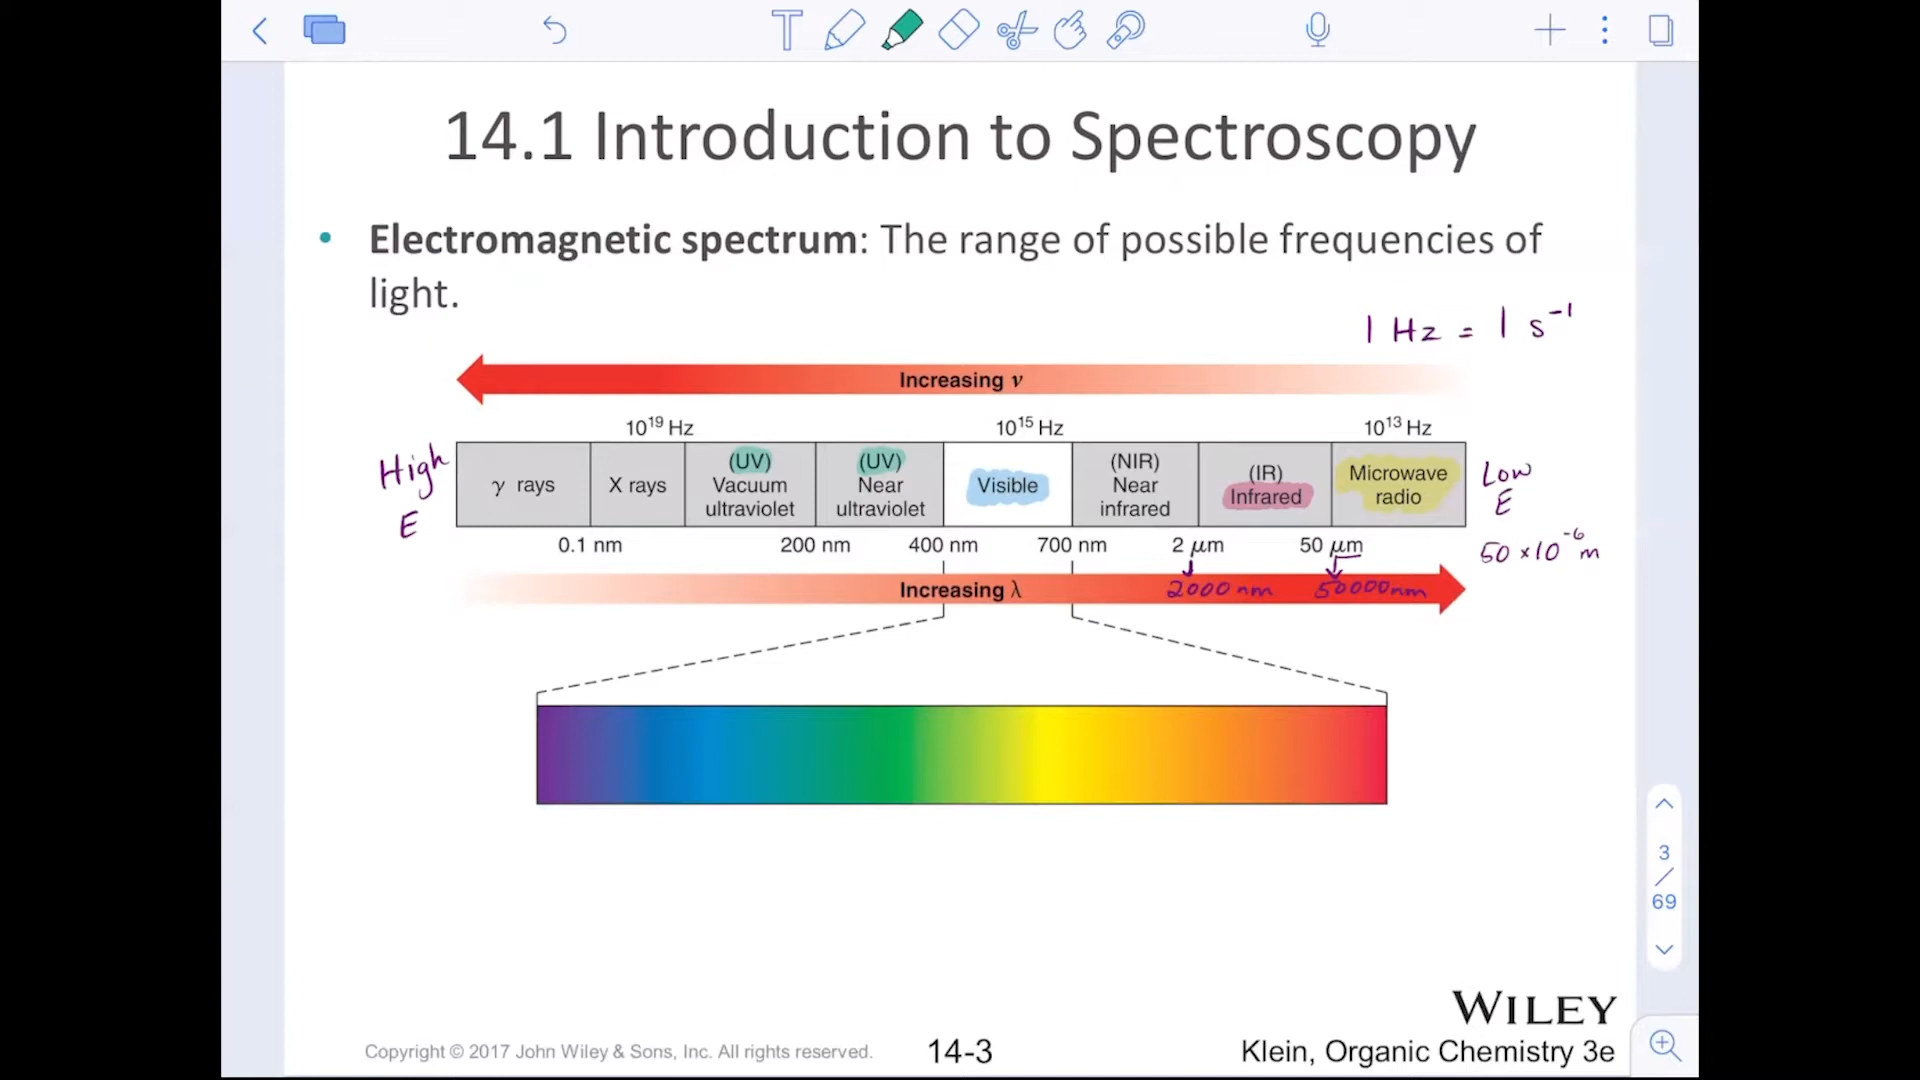 14.1 Introduction to Spectroscopy
• Electromagnetic spectrum: The range of possible frequencies of
light.
1 Hz = 1 s⁻¹
Increasing ν
10¹⁹ Hz 10¹⁵ Hz 10¹³ Hz
High
E
γ rays
X rays
(UV)
Vacuum
ultraviolet
(UV)
Near
ultraviolet
Visible
(NIR)
Near
infrared
(IR)
Infrared
Microwave
radio
Low
E
0.1 nm 200 nm 400 nm 700 nm 2 μm 50 μm
50 × 10⁻⁶ m
Increasing λ
2000 nm 50000nm
3
/
69
WILEY
Copyright © 2017 John Wiley & Sons, Inc. All rights reserved.
14-3
Klein, Organic Chemistry 3e